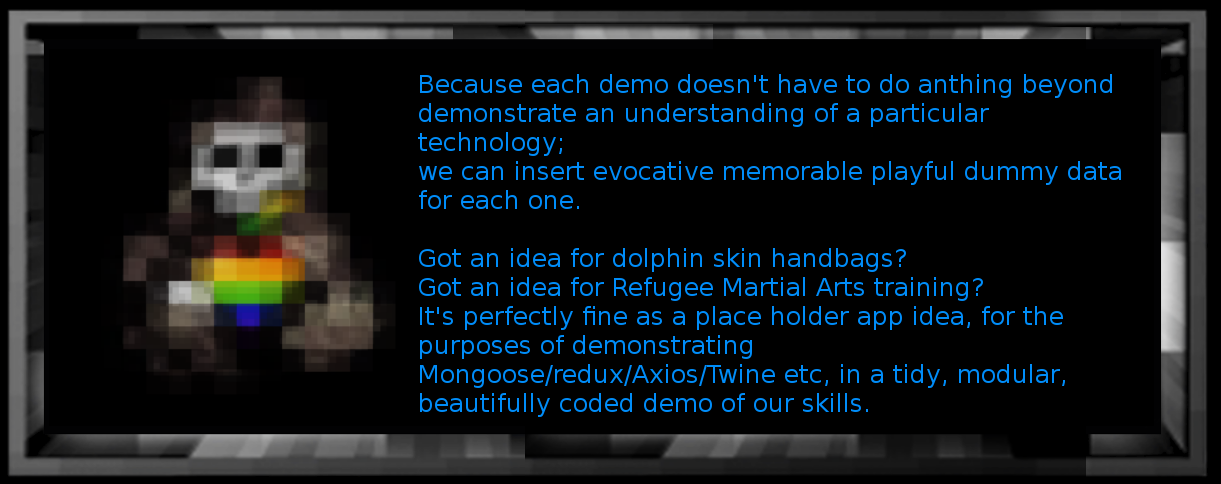 Because each demo doesn't have to do anthing beyond
demonstrate an understanding of a particular
technology;
we can insert evocative memorable playful dummy data
for each one.
Got an idea for dolphin skin handbags?
Got an idea for Refugee Martial Arts training?
It's perfectly fine as a place holder app idea, for the
purposes of demonstrating
Mongoose/redux/Axios/Twine etc, in a tidy, modular,
beautifully coded demo of our skills.